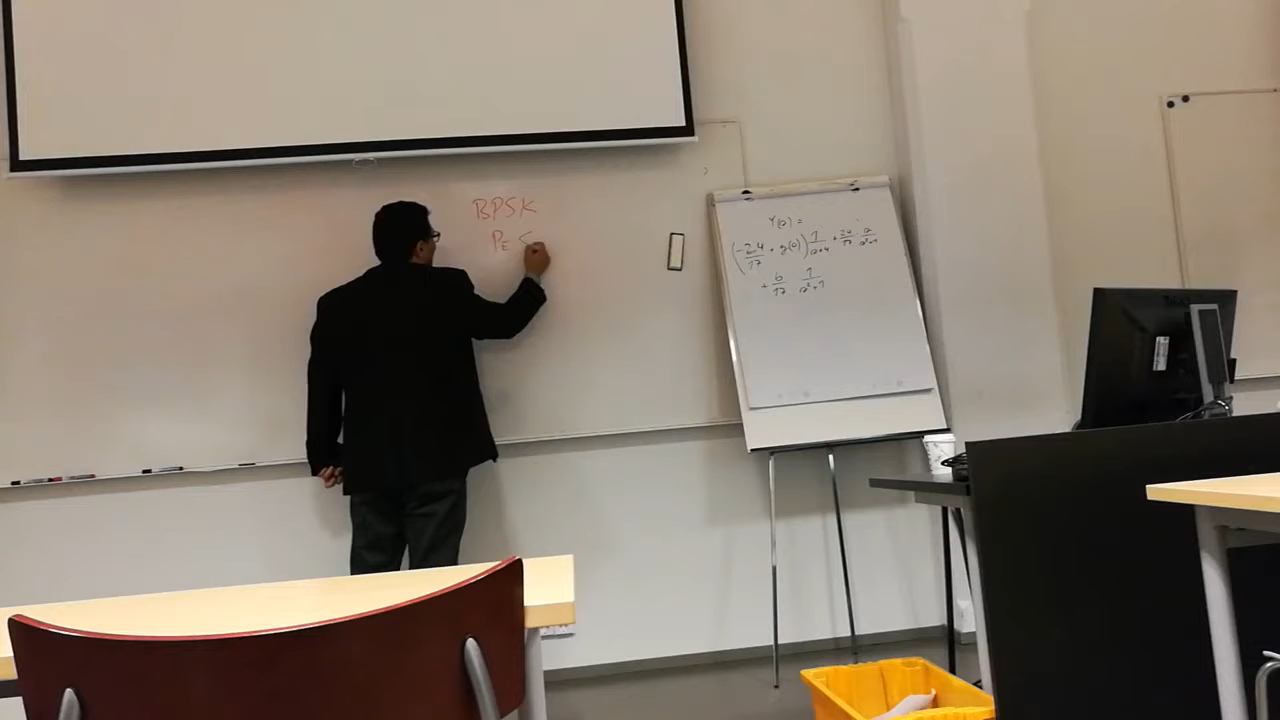 BPSK
PE <
Y(s) =
(-24/17 + y(0)) 1/(s+4) + 24/17 · s/(s²+1)
+ 6/17 · 1/(s²+1)